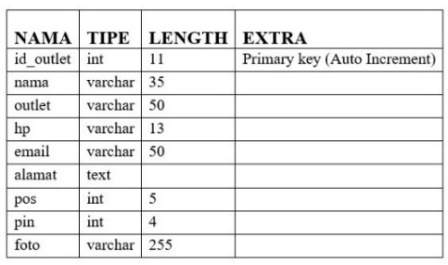 NAMA TIPE LENGTH EXTRA
id_outlet int 11 Primary key (Auto Increment)
nama varchar 35
outlet varchar 50
hp varchar 13
email varchar 50
alamat text
pos int 5
pin int 4
foto varchar 255